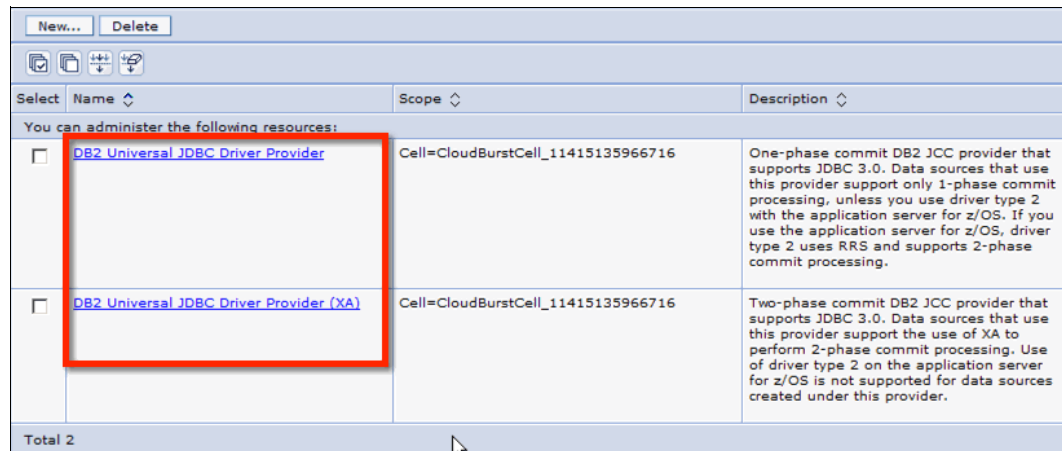 New... Delete
Select Name Scope Description
You can administer the following resources:
DB2 Universal JDBC Driver Provider
Cell=CloudBurstCell_11415135966716
One-phase commit DB2 JCC provider that
supports JDBC 3.0. Data sources that use
this provider support only 1-phase commit
processing, unless you use driver type 2
with the application server for z/OS. If you
use the application server for z/OS, driver
type 2 uses RRS and supports 2-phase
commit processing.
DB2 Universal JDBC Driver Provider (XA)
Cell=CloudBurstCell_11415135966716
Two-phase commit DB2 JCC provider that
supports JDBC 3.0. Data sources that use
this provider support the use of XA to
perform 2-phase commit processing. Use
of driver type 2 on the application server
for z/OS is not supported for data sources
created under this provider.
Total 2